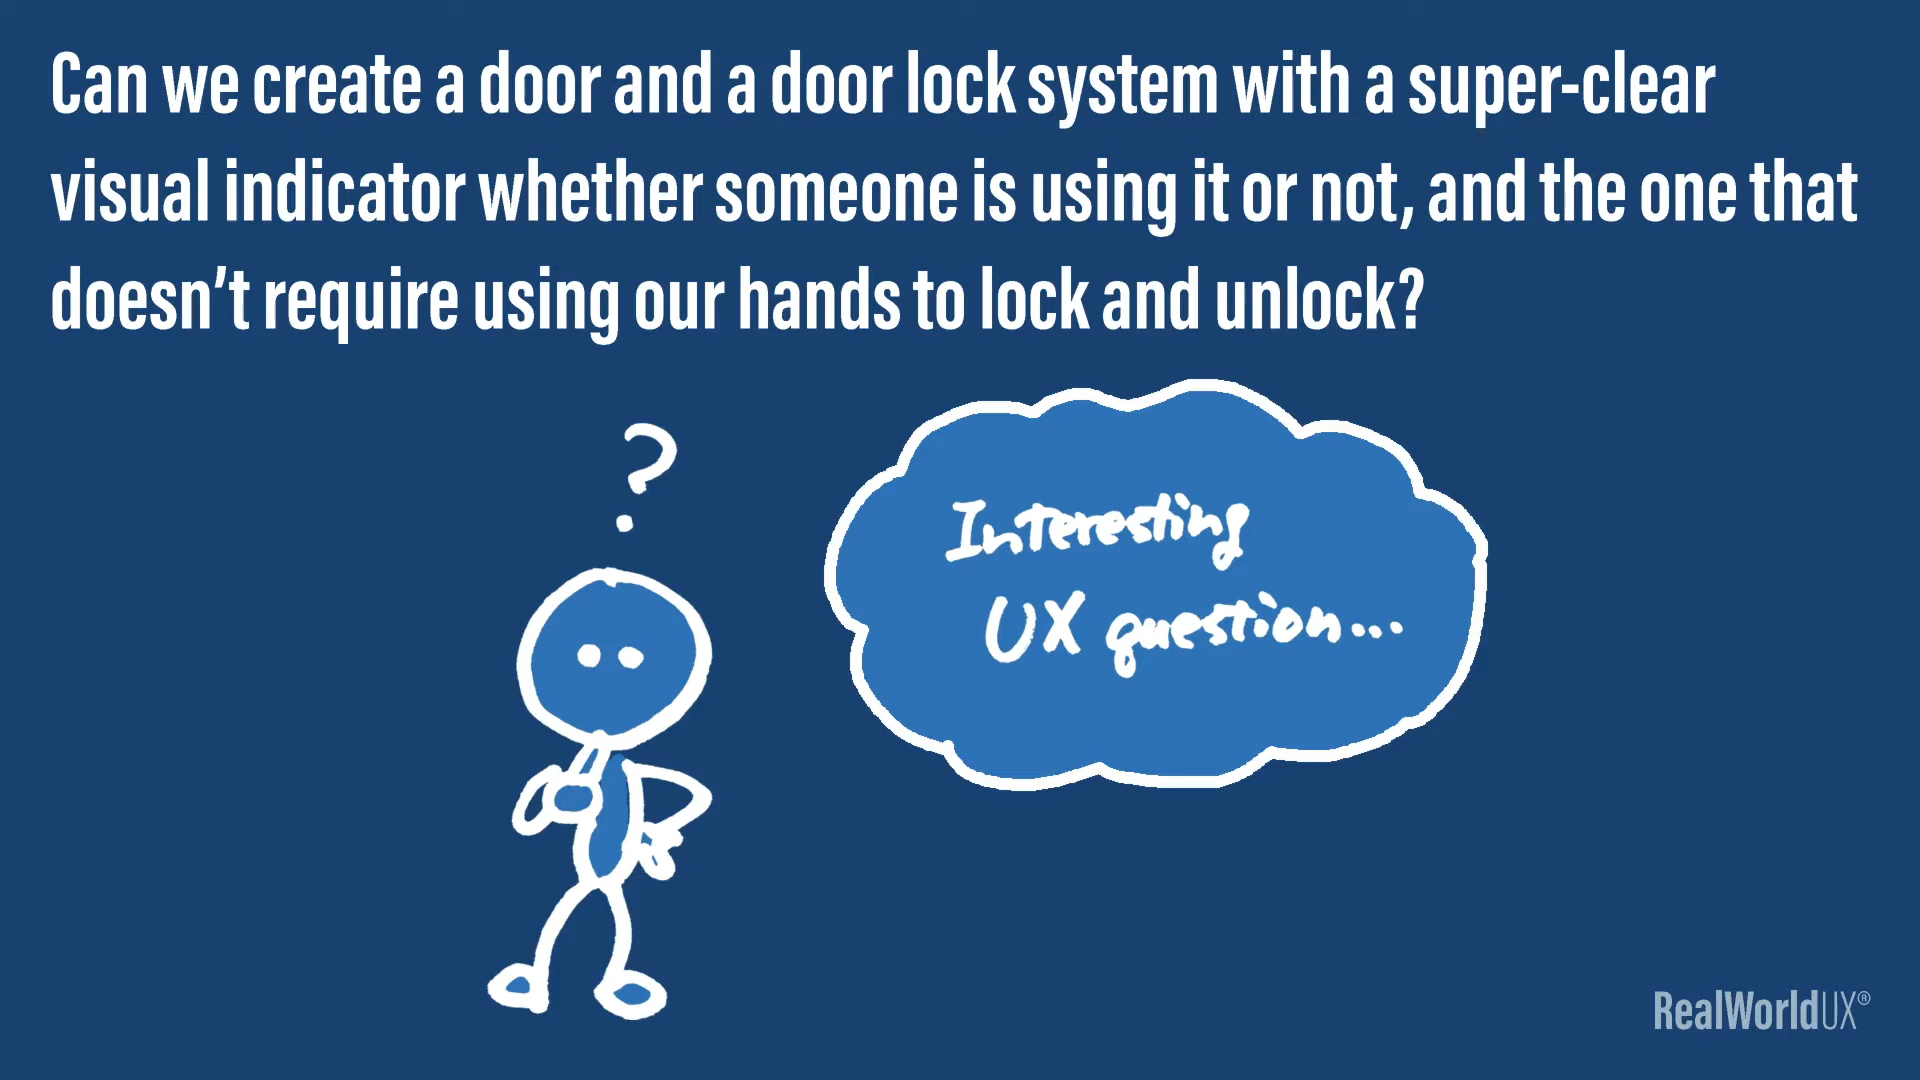 Can we create a door and a door lock system with a super-clear
visual indicator whether someone is using it or not, and the one that
doesn’t require using our hands to lock and unlock?
?
Interesting
UX question...
RealWorldUX®